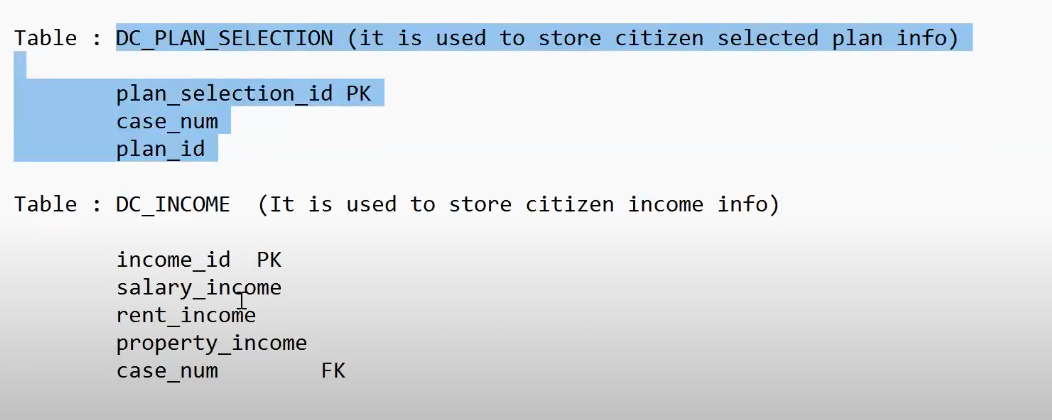 Table : DC_PLAN_SELECTION (it is used to store citizen selected plan info)
plan_selection_id PK
case_num
plan_id
Table : DC_INCOME  (It is used to store citizen income info)
income_id  PK
salary_income
rent_income
property_income
case_num        FK